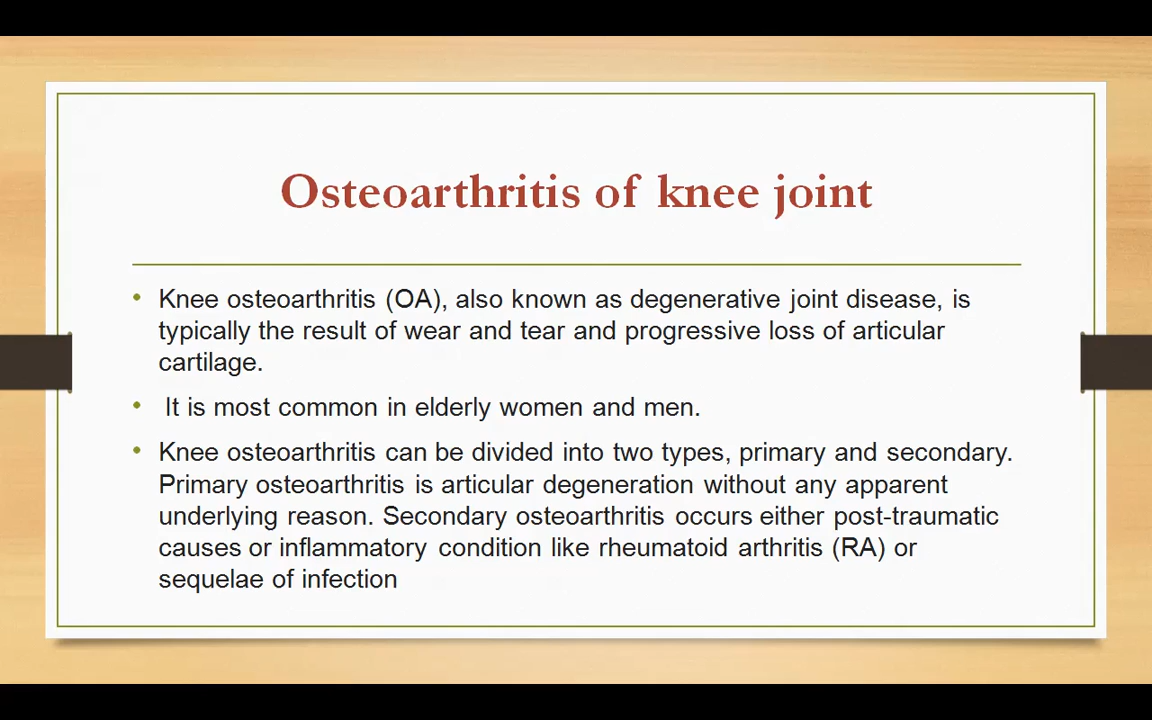 Osteoarthritis of knee joint
• Knee osteoarthritis (OA), also known as degenerative joint disease, is
typically the result of wear and tear and progressive loss of articular
cartilage.
• It is most common in elderly women and men.
• Knee osteoarthritis can be divided into two types, primary and secondary.
Primary osteoarthritis is articular degeneration without any apparent
underlying reason. Secondary osteoarthritis occurs either post-traumatic
causes or inflammatory condition like rheumatoid arthritis (RA) or
sequelae of infection